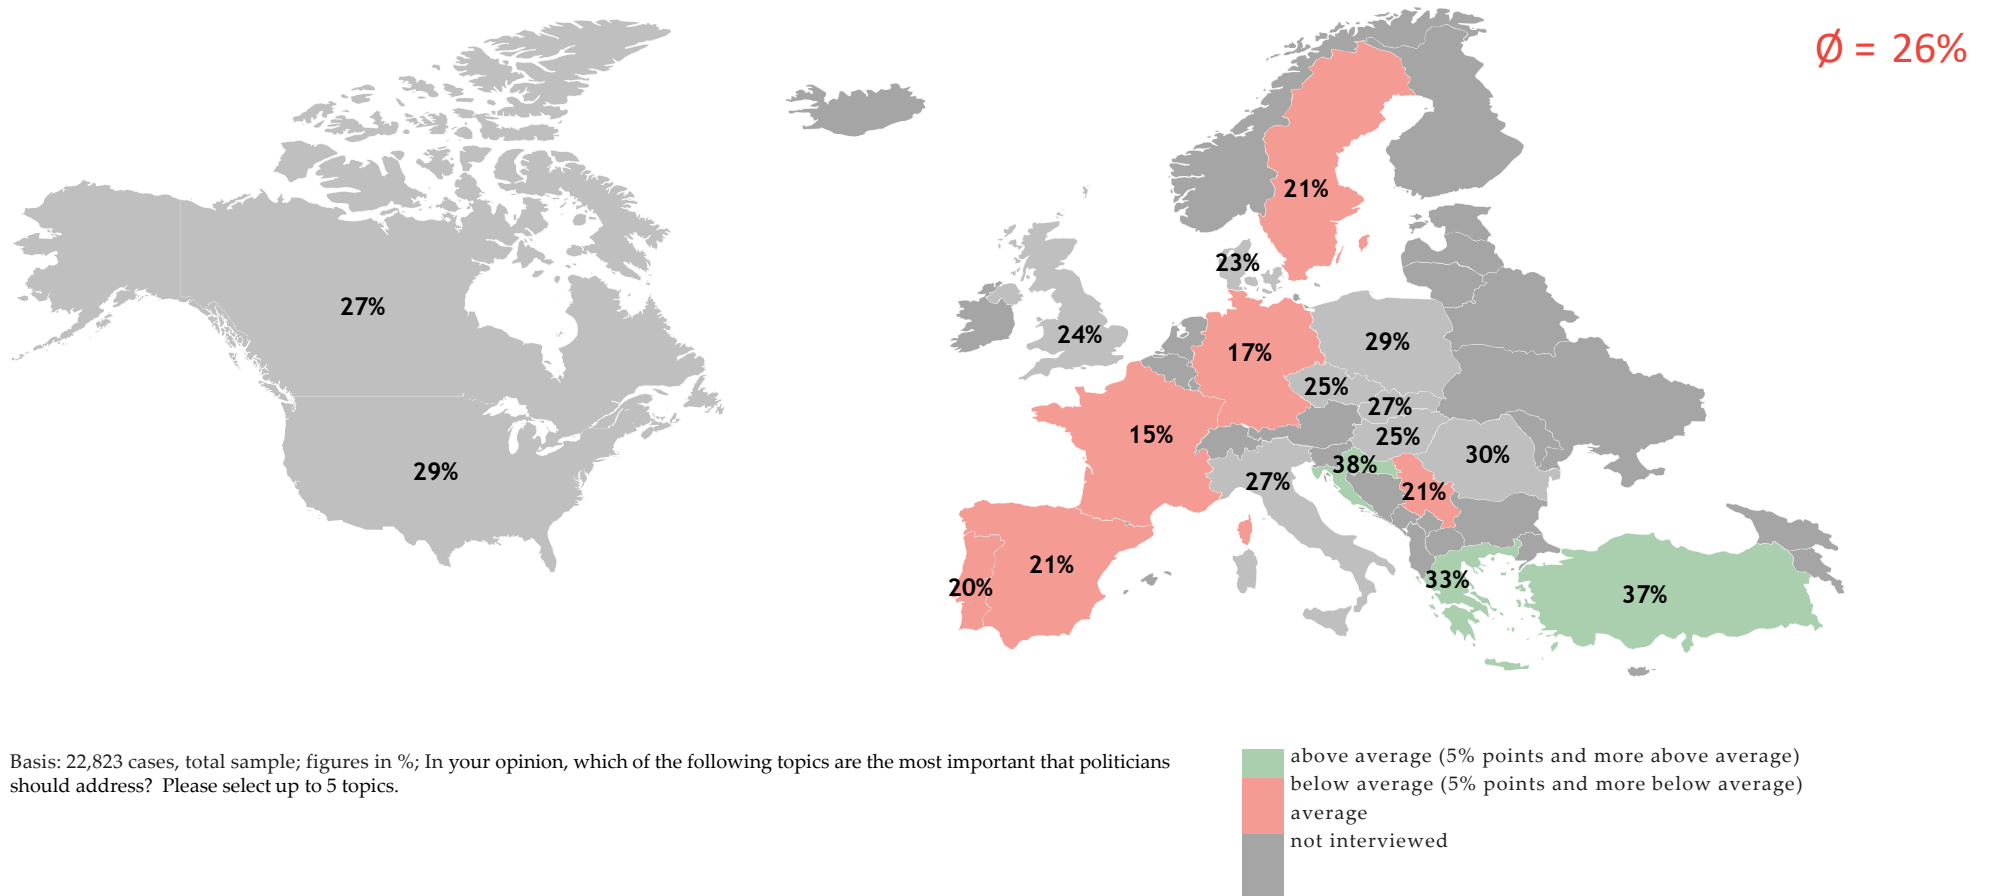 Ø = 26%
21%
23%
27%
24%
29%
17%
25%
27%
15%
25%
38%
30%
29%
27%
21%
21%
33%
20%
37%
Basis: 22,823 cases, total sample; figures in %; In your opinion, which of the following topics are the most important that politicians
should address? Please select up to 5 topics.
above average (5% points and more above average)
below average (5% points and more below average)
average
not interviewed